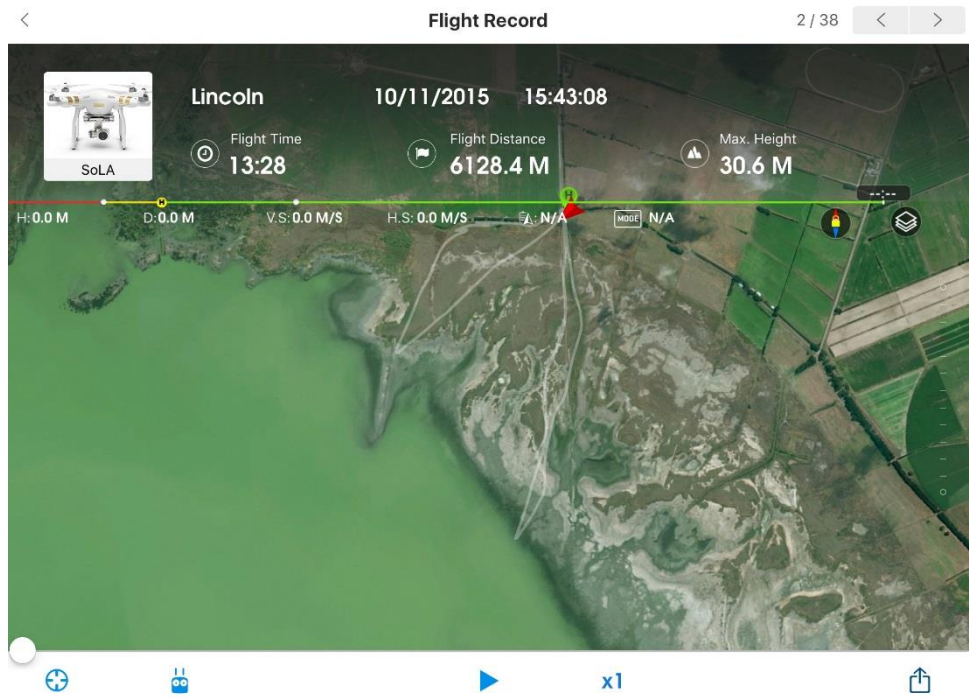 Flight Record
2 / 38
Lincoln 10/11/2015 15:43:08
Flight Time
13:28
Flight Distance
6128.4 M
Max. Height
30.6 M
SoLA
H
H
H: 0.0 M D: 0.0 M V.S: 0.0 M/S H.S: 0.0 M/S : N/A MODE N/A
x1